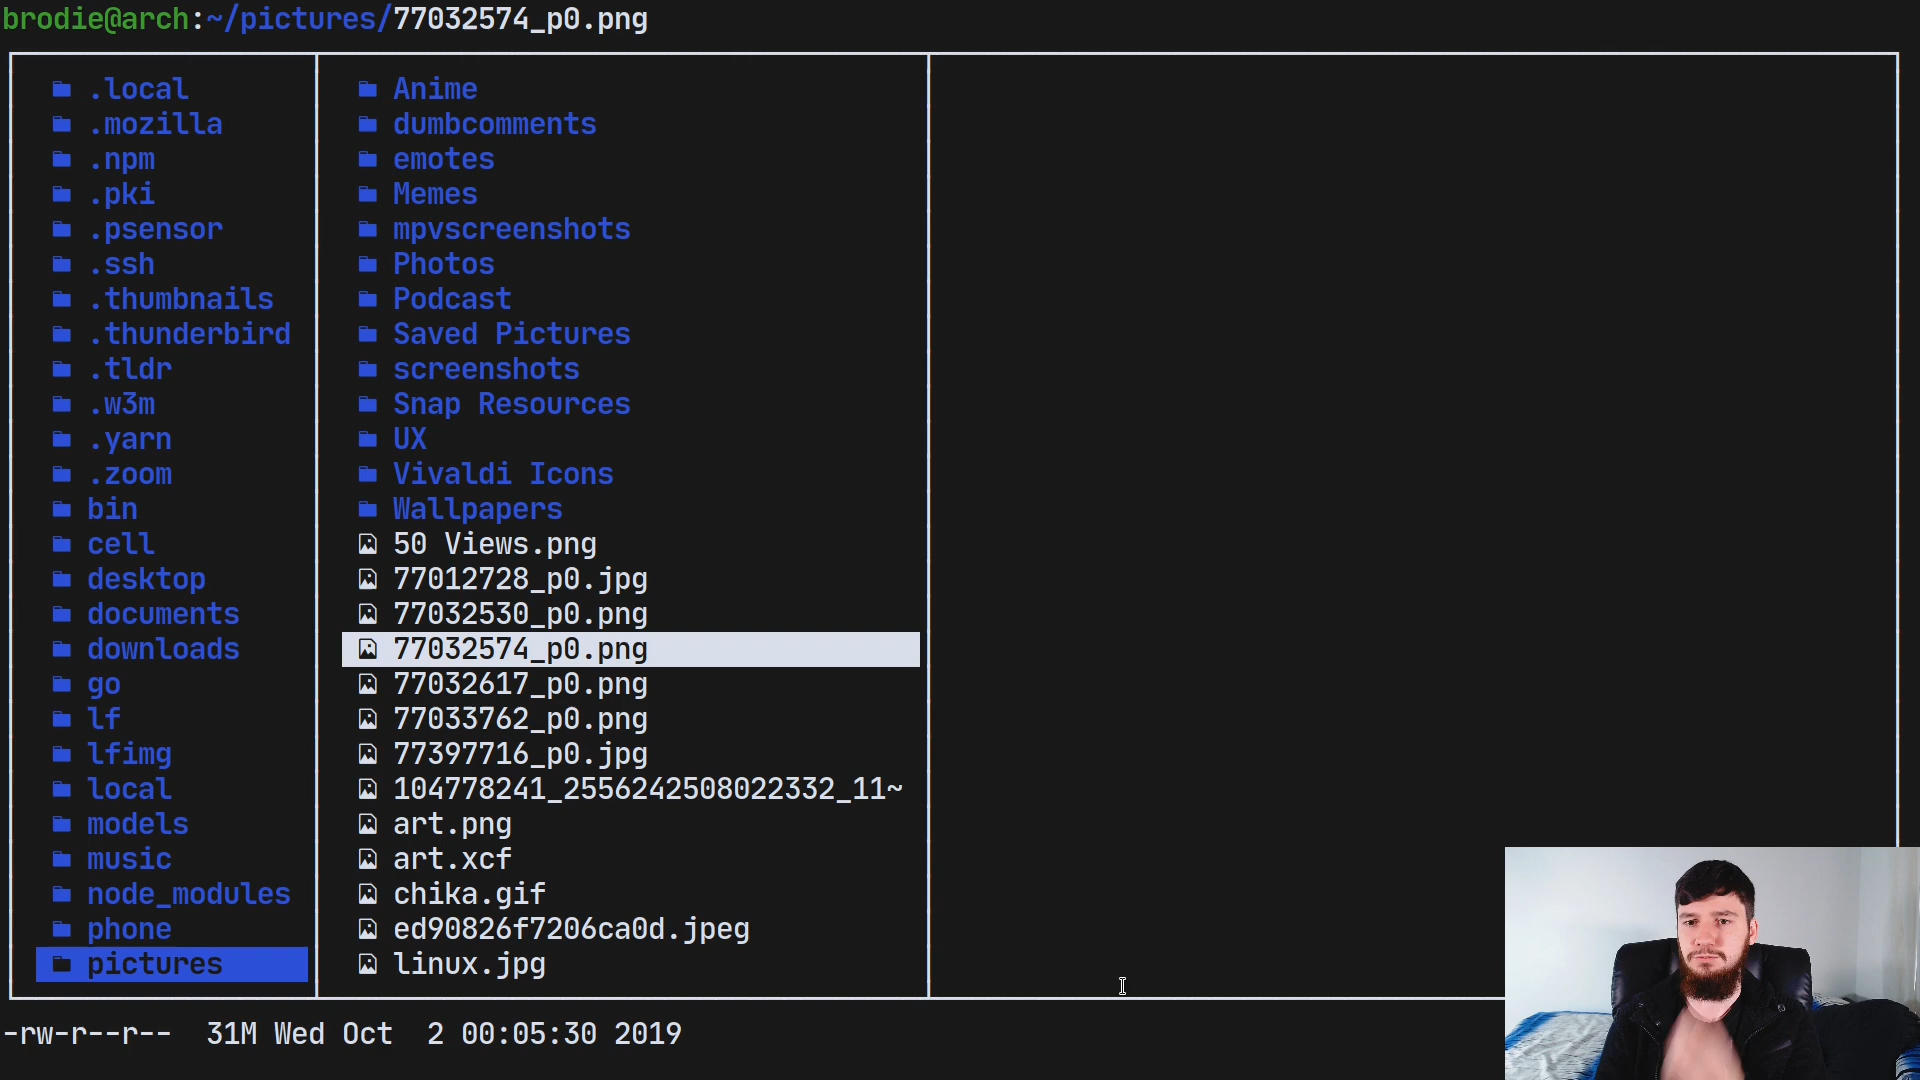 brodie@arch:~/pictures/77032574_p0.png
.local
.mozilla
.npm
.pki
.psensor
.ssh
.thumbnails
.thunderbird
.tldr
.w3m
.yarn
.zoom
bin
cell
desktop
documents
downloads
go
lf
lfimg
local
models
music
node_modules
phone
pictures
Anime
dumbcomments
emotes
Memes
mpvscreenshots
Photos
Podcast
Saved Pictures
screenshots
Snap Resources
UX
Vivaldi Icons
Wallpapers
50 Views.png
77012728_p0.jpg
77032530_p0.png
77032574_p0.png
77032617_p0.png
77033762_p0.png
77397716_p0.jpg
104778241_2556242508022332_11~
art.png
art.xcf
chika.gif
ed90826f7206ca0d.jpeg
linux.jpg
-rw-r--r--  31M Wed Oct  2 00:05:30 2019